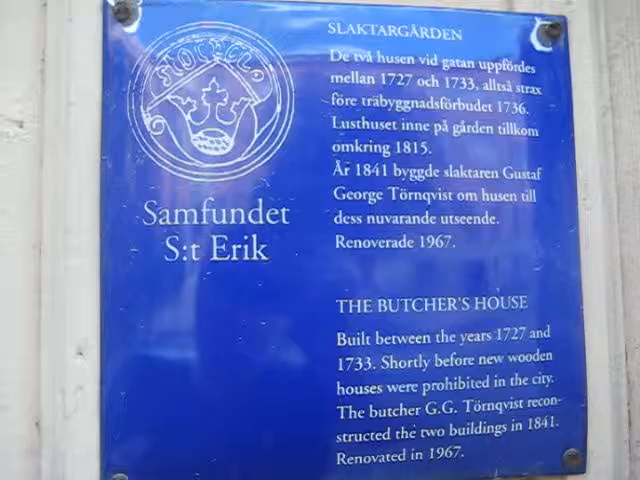 STOCHOL
Samfundet
S:t Erik
SLAKTARGÅRDEN
De två husen vid gatan uppfördes
mellan 1727 och 1733, alltså strax
före träbyggnadsförbudet 1736.
Lusthuset inne på gården tillkom
omkring 1815.
År 1841 byggde slaktaren Gustaf
George Törnqvist om husen till
dess nuvarande utseende.
Renoverade 1967.
THE BUTCHER'S HOUSE
Built between the years 1727 and
1733. Shortly before new wooden
houses were prohibited in the city.
The butcher G.G. Törnqvist recon-
structed the two buildings in 1841.
Renovated in 1967.